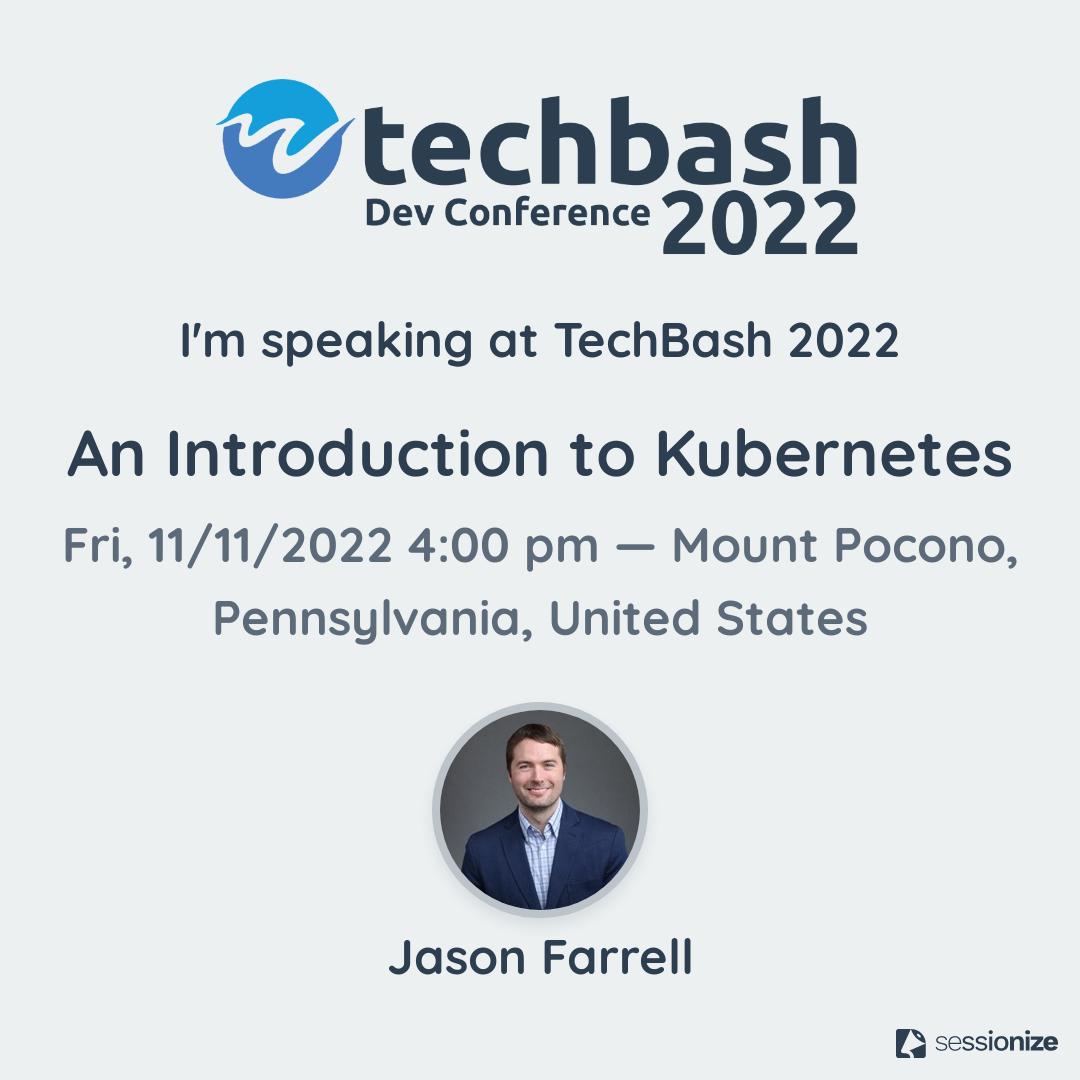 techbash
Dev Conference 2022
I'm speaking at TechBash 2022
An Introduction to Kubernetes
Fri, 11/11/2022 4:00 pm — Mount Pocono,
Pennsylvania, United States
Jason Farrell
sessionize